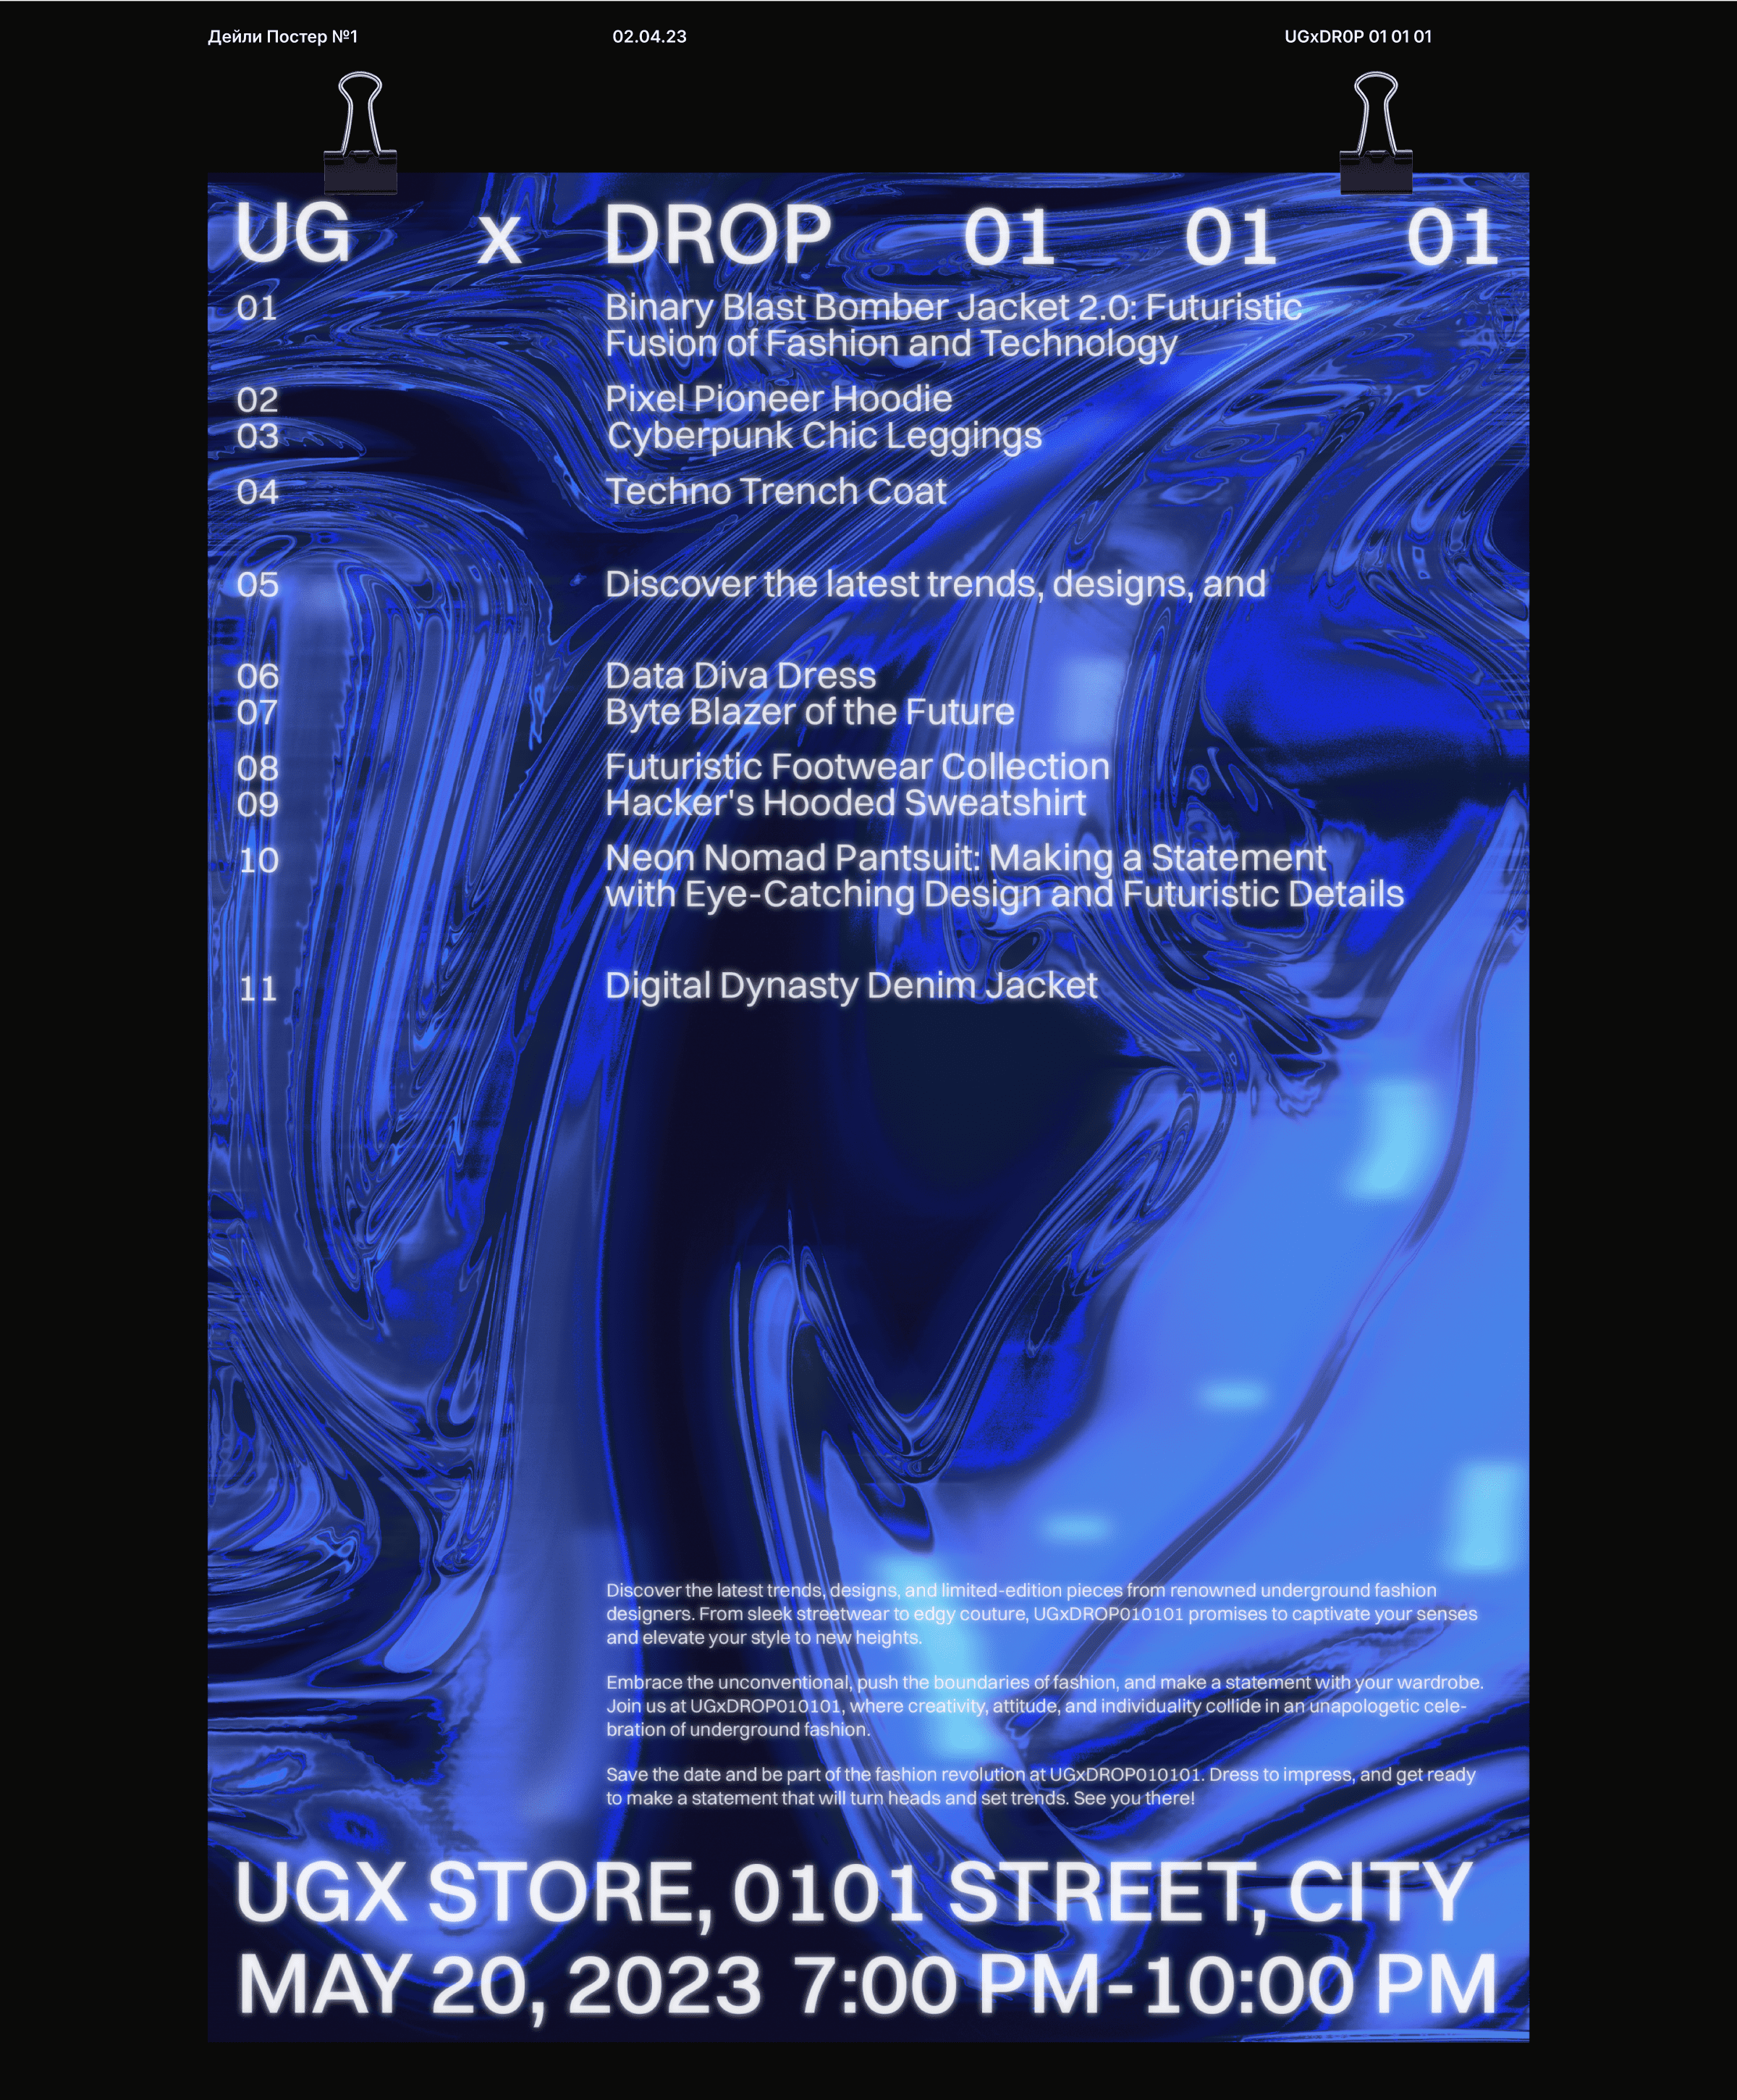 Дейли Постер №1 02.04.23 UGxDR0P 01 01 01
UG x DROP 01 01 01
01 Binary Blast Bomber Jacket 2.0: Futuristic
Fusion of Fashion and Technology
02 Pixel Pioneer Hoodie
03 Cyberpunk Chic Leggings
04 Techno Trench Coat
05 Discover the latest trends, designs, and
06 Data Diva Dress
07 Byte Blazer of the Future
08 Futuristic Footwear Collection
09 Hacker's Hooded Sweatshirt
10 Neon Nomad Pantsuit: Making a Statement
with Eye-Catching Design and Futuristic Details
11 Digital Dynasty Denim Jacket
Discover the latest trends, designs, and limited-edition pieces from renowned underground fashion
designers. From sleek streetwear to edgy couture, UGxDROP010101 promises to captivate your senses
and elevate your style to new heights.
Embrace the unconventional, push the boundaries of fashion, and make a statement with your wardrobe.
Join us at UGxDROP010101, where creativity, attitude, and individuality collide in an unapologetic cele-
bration of underground fashion.
Save the date and be part of the fashion revolution at UGxDROP010101. Dress to impress, and get ready
to make a statement that will turn heads and set trends. See you there!
UGX STORE, 0101 STREET, CITY
MAY 20, 2023 7:00 PM-10:00 PM